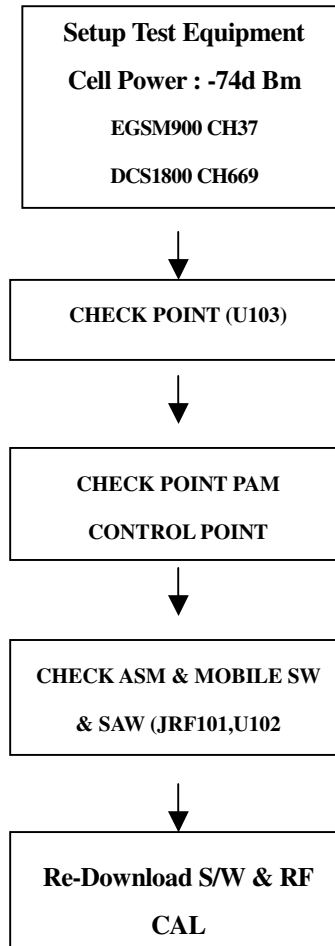 Setup Test Equipment
Cell Power : -74d Bm
EGSM900 CH37
DCS1800 CH669
CHECK POINT (U103)
CHECK POINT PAM
CONTROL POINT
CHECK ASM & MOBILE SW
& SAW (JRF101,U102
Re-Download S/W & RF
CAL